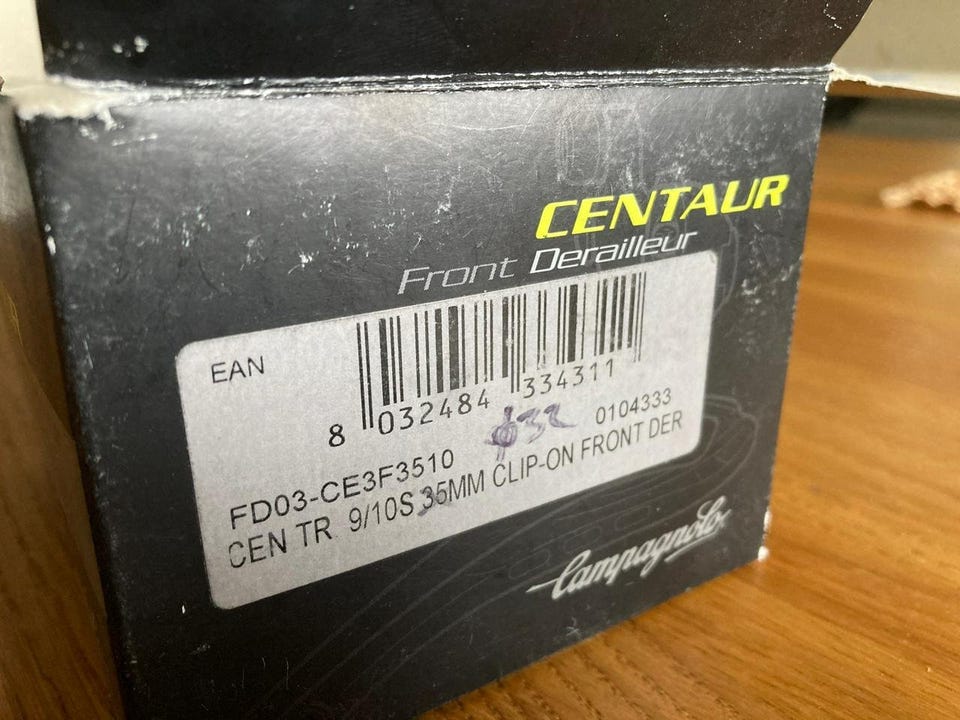 CENTAUR
Front Derailleur
EAN
8 032484 334311
FD03-CE3F3510 ø32 0104333
CEN TR 9/10S 35MM CLIP-ON FRONT DER
Campagnolo